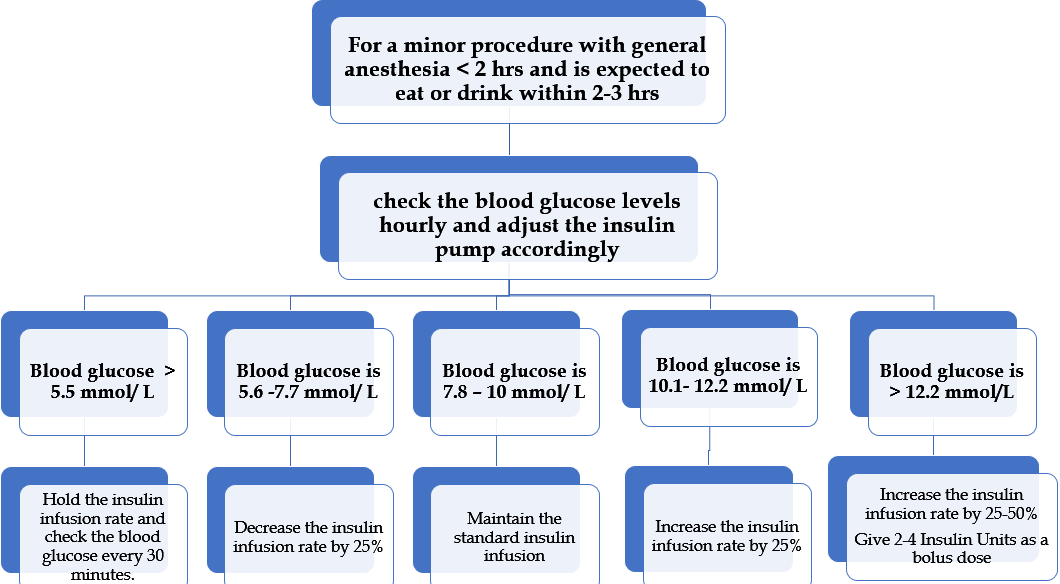 For a minor procedure with general
anesthesia < 2 hrs and is expected to
eat or drink within 2-3 hrs
check the blood glucose levels
hourly and adjust the insulin
pump accordingly
Blood glucose >
5.5 mmol/ L
Blood glucose is
5.6 -7.7 mmol/ L
Blood glucose is
7.8 – 10 mmol/ L
Blood glucose is
10.1- 12.2 mmol/ L
Blood glucose is
> 12.2 mmol/L
Hold the insulin
infusion rate and
check the blood
glucose every 30
minutes.
Decrease the insulin
infusion rate by 25%
Maintain the
standard insulin
infusion
Increase the insulin
infusion rate by 25%
Increase the insulin
infusion rate by 25-50%
Give 2-4 Insulin Units as a
bolus dose